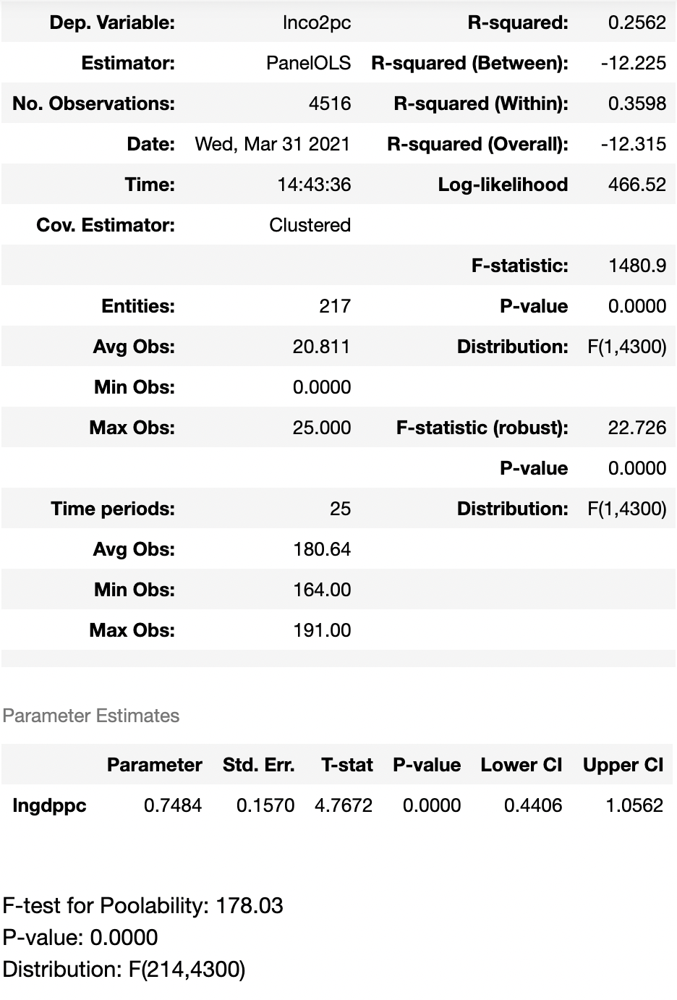 Dep. Variable: lnco2pc R-squared: 0.2562
Estimator: PanelOLS R-squared (Between): -12.225
No. Observations: 4516 R-squared (Within): 0.3598
Date: Wed, Mar 31 2021 R-squared (Overall): -12.315
Time: 14:43:36 Log-likelihood 466.52
Cov. Estimator: Clustered
F-statistic: 1480.9
Entities: 217 P-value 0.0000
Avg Obs: 20.811 Distribution: F(1,4300)
Min Obs: 0.0000
Max Obs: 25.000 F-statistic (robust): 22.726
P-value 0.0000
Time periods: 25 Distribution: F(1,4300)
Avg Obs: 180.64
Min Obs: 164.00
Max Obs: 191.00
Parameter Estimates
Parameter Std. Err. T-stat P-value Lower CI Upper CI
lngdppc 0.7484 0.1570 4.7672 0.0000 0.4406 1.0562
F-test for Poolability: 178.03
P-value: 0.0000
Distribution: F(214,4300)